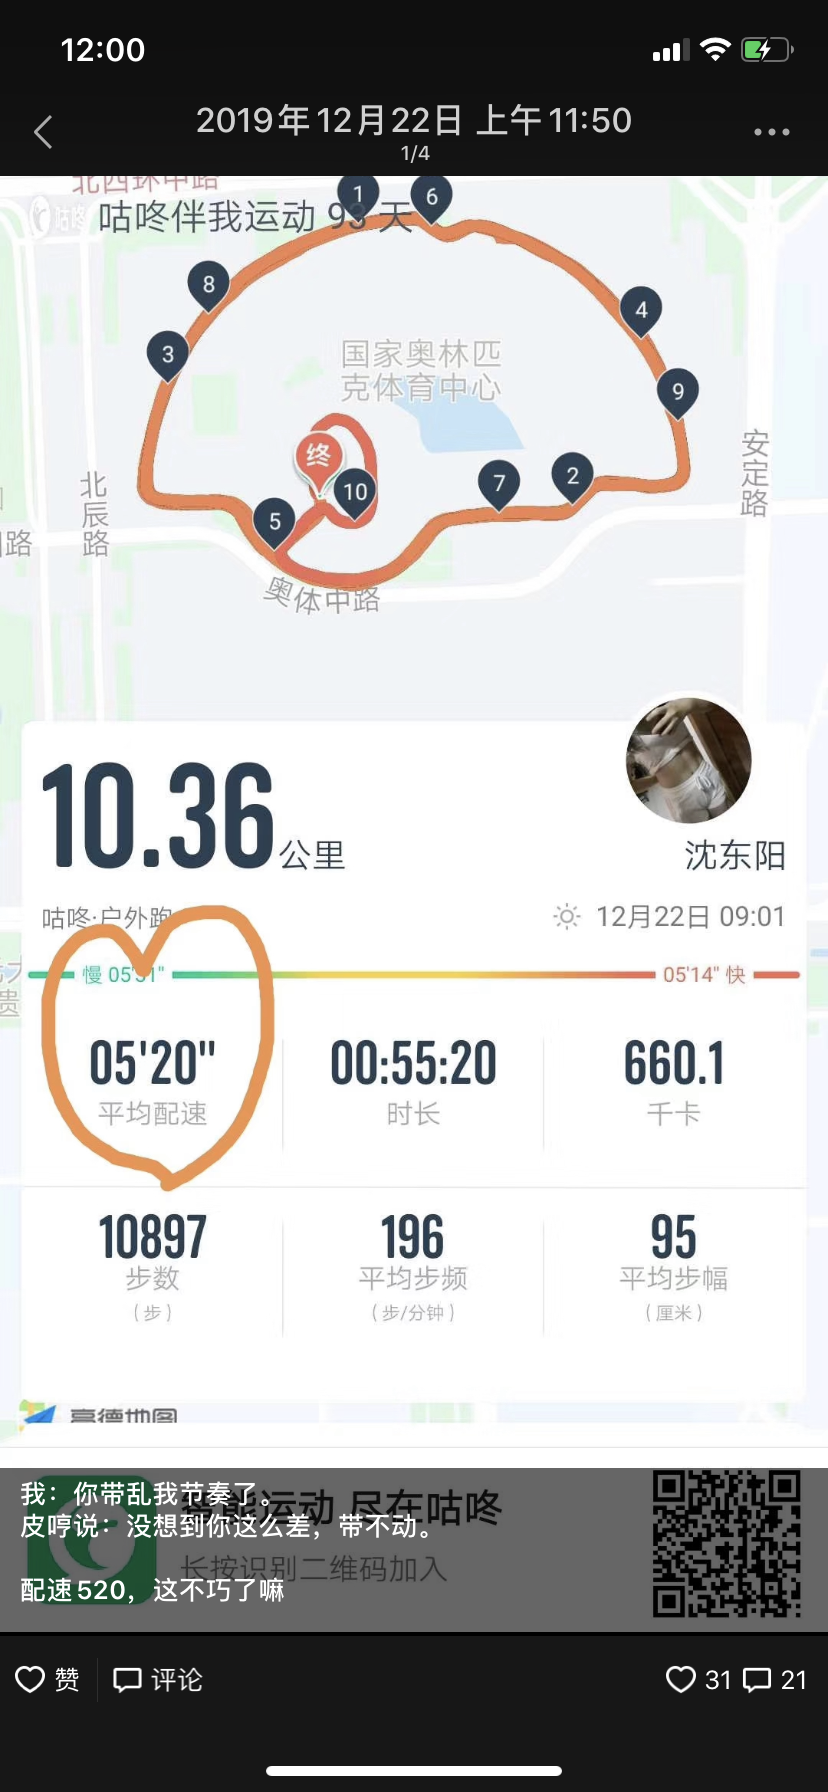 12:00
2019年12月22日 上午11:50
1/4
北四环中路
咕咚
咕咚伴我运动 93 天
1
6
8
4
3
国家奥林匹
克体育中心
9
安定路
北辰路
终
10
7
2
5
路
奥体中路
10.36公里
沈东阳
咕咚·户外跑
12月22日 09:01
慢 05'31"
05'14" 快
05'20"
00:55:20
660.1
平均配速
时长
千卡
10897
196
95
步数
平均步频
平均步幅
（步）
（步/分钟）
（厘米）
高德地图
智能运动 尽在咕咚
长按识别二维码加入
我：你带乱我节奏了。
皮哼说：没想到你这么差，带不动。
配速520，这不巧了嘛
赞
评论
31
21